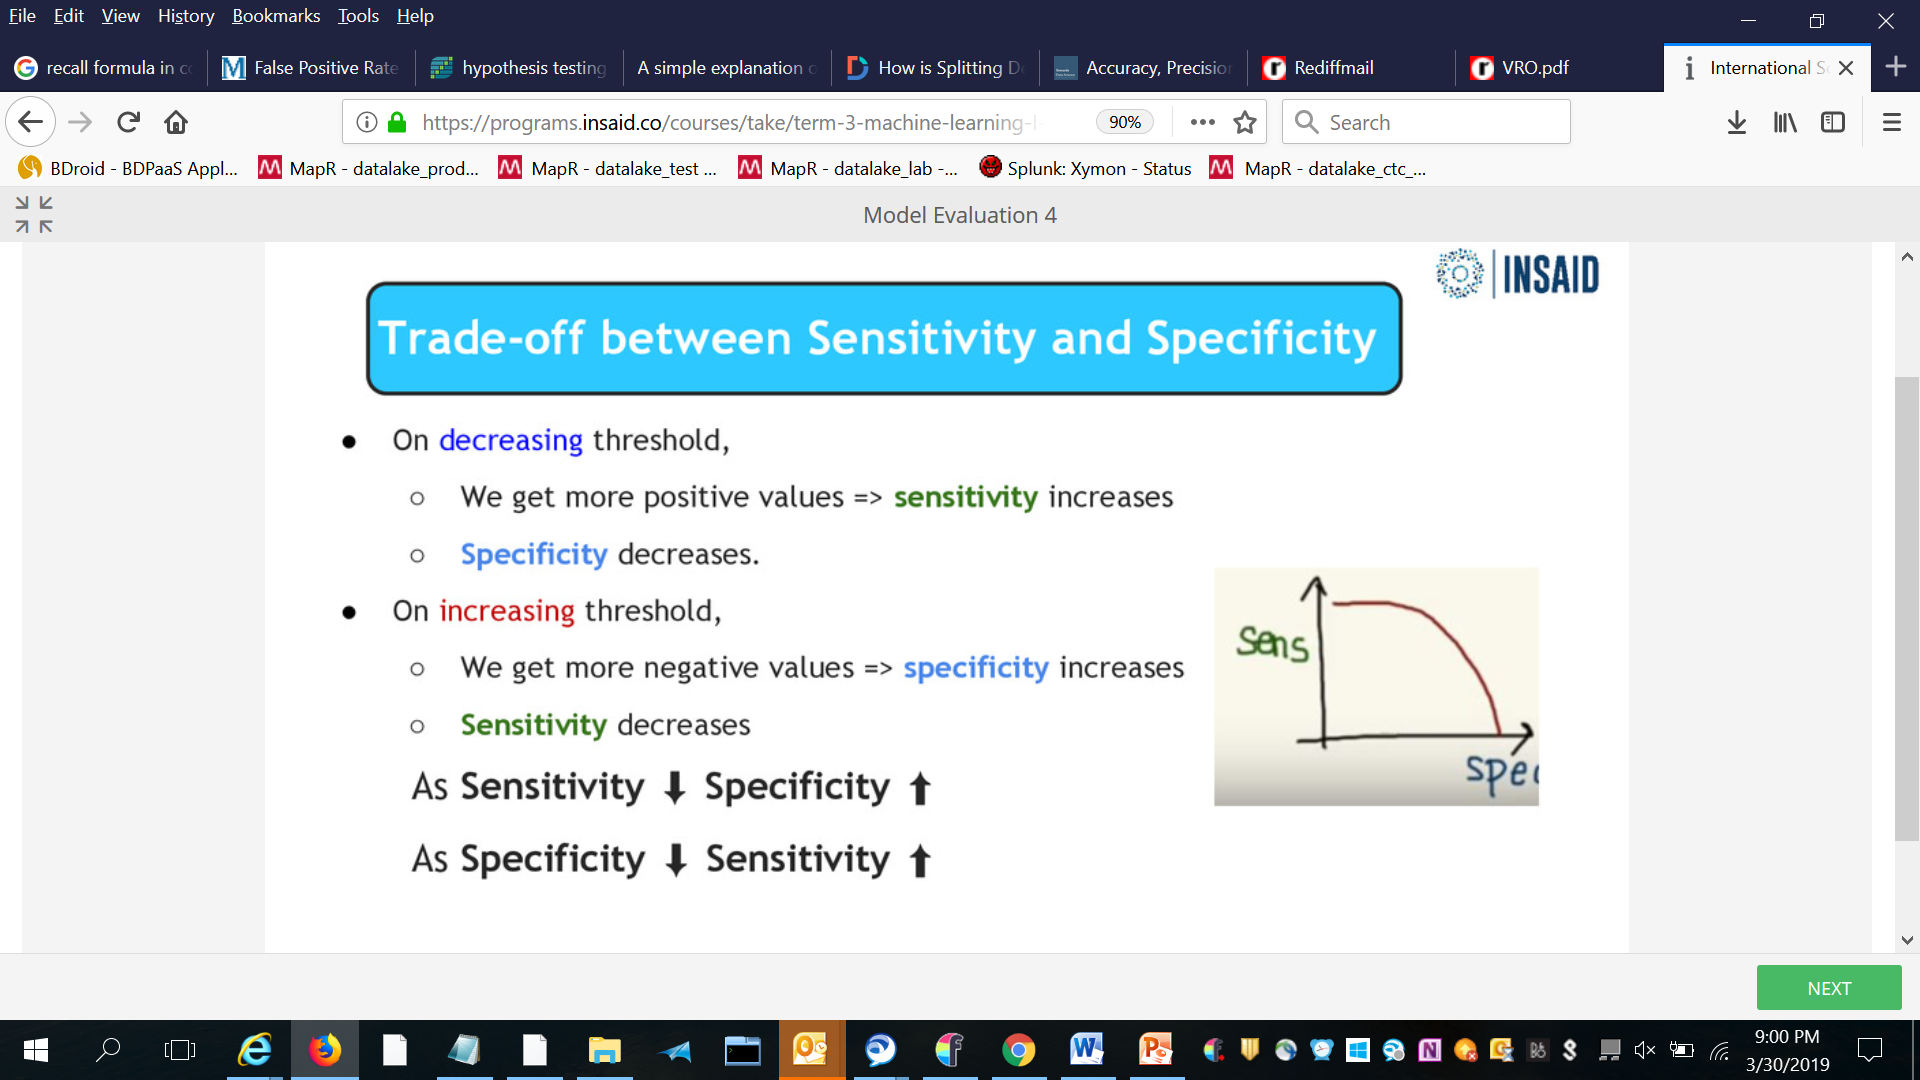 File Edit View History Bookmarks Tools Help
recall formula in c
False Positive Rate
hypothesis testing
A simple explanation o
How is Splitting D
Accuracy, Precisio
Rediffmail
VRO.pdf
International S
https://programs.insaid.co/courses/take/term-3-machine-learning-l
90%
Search
BDroid - BDPaaS Appl...
MapR - datalake_prod...
MapR - datalake_test ...
MapR - datalake_lab -...
Splunk: Xymon - Status
MapR - datalake_ctc_...
Model Evaluation 4
INSAID
Trade-off between Sensitivity and Specificity
● On decreasing threshold,
○ We get more positive values => sensitivity increases
○ Specificity decreases.
● On increasing threshold,
○ We get more negative values => specificity increases
○ Sensitivity decreases
As Sensitivity ⬇ Specificity ⬆
As Specificity ⬇ Sensitivity ⬆
Sens
Spec
NEXT
9:00 PM
3/30/2019